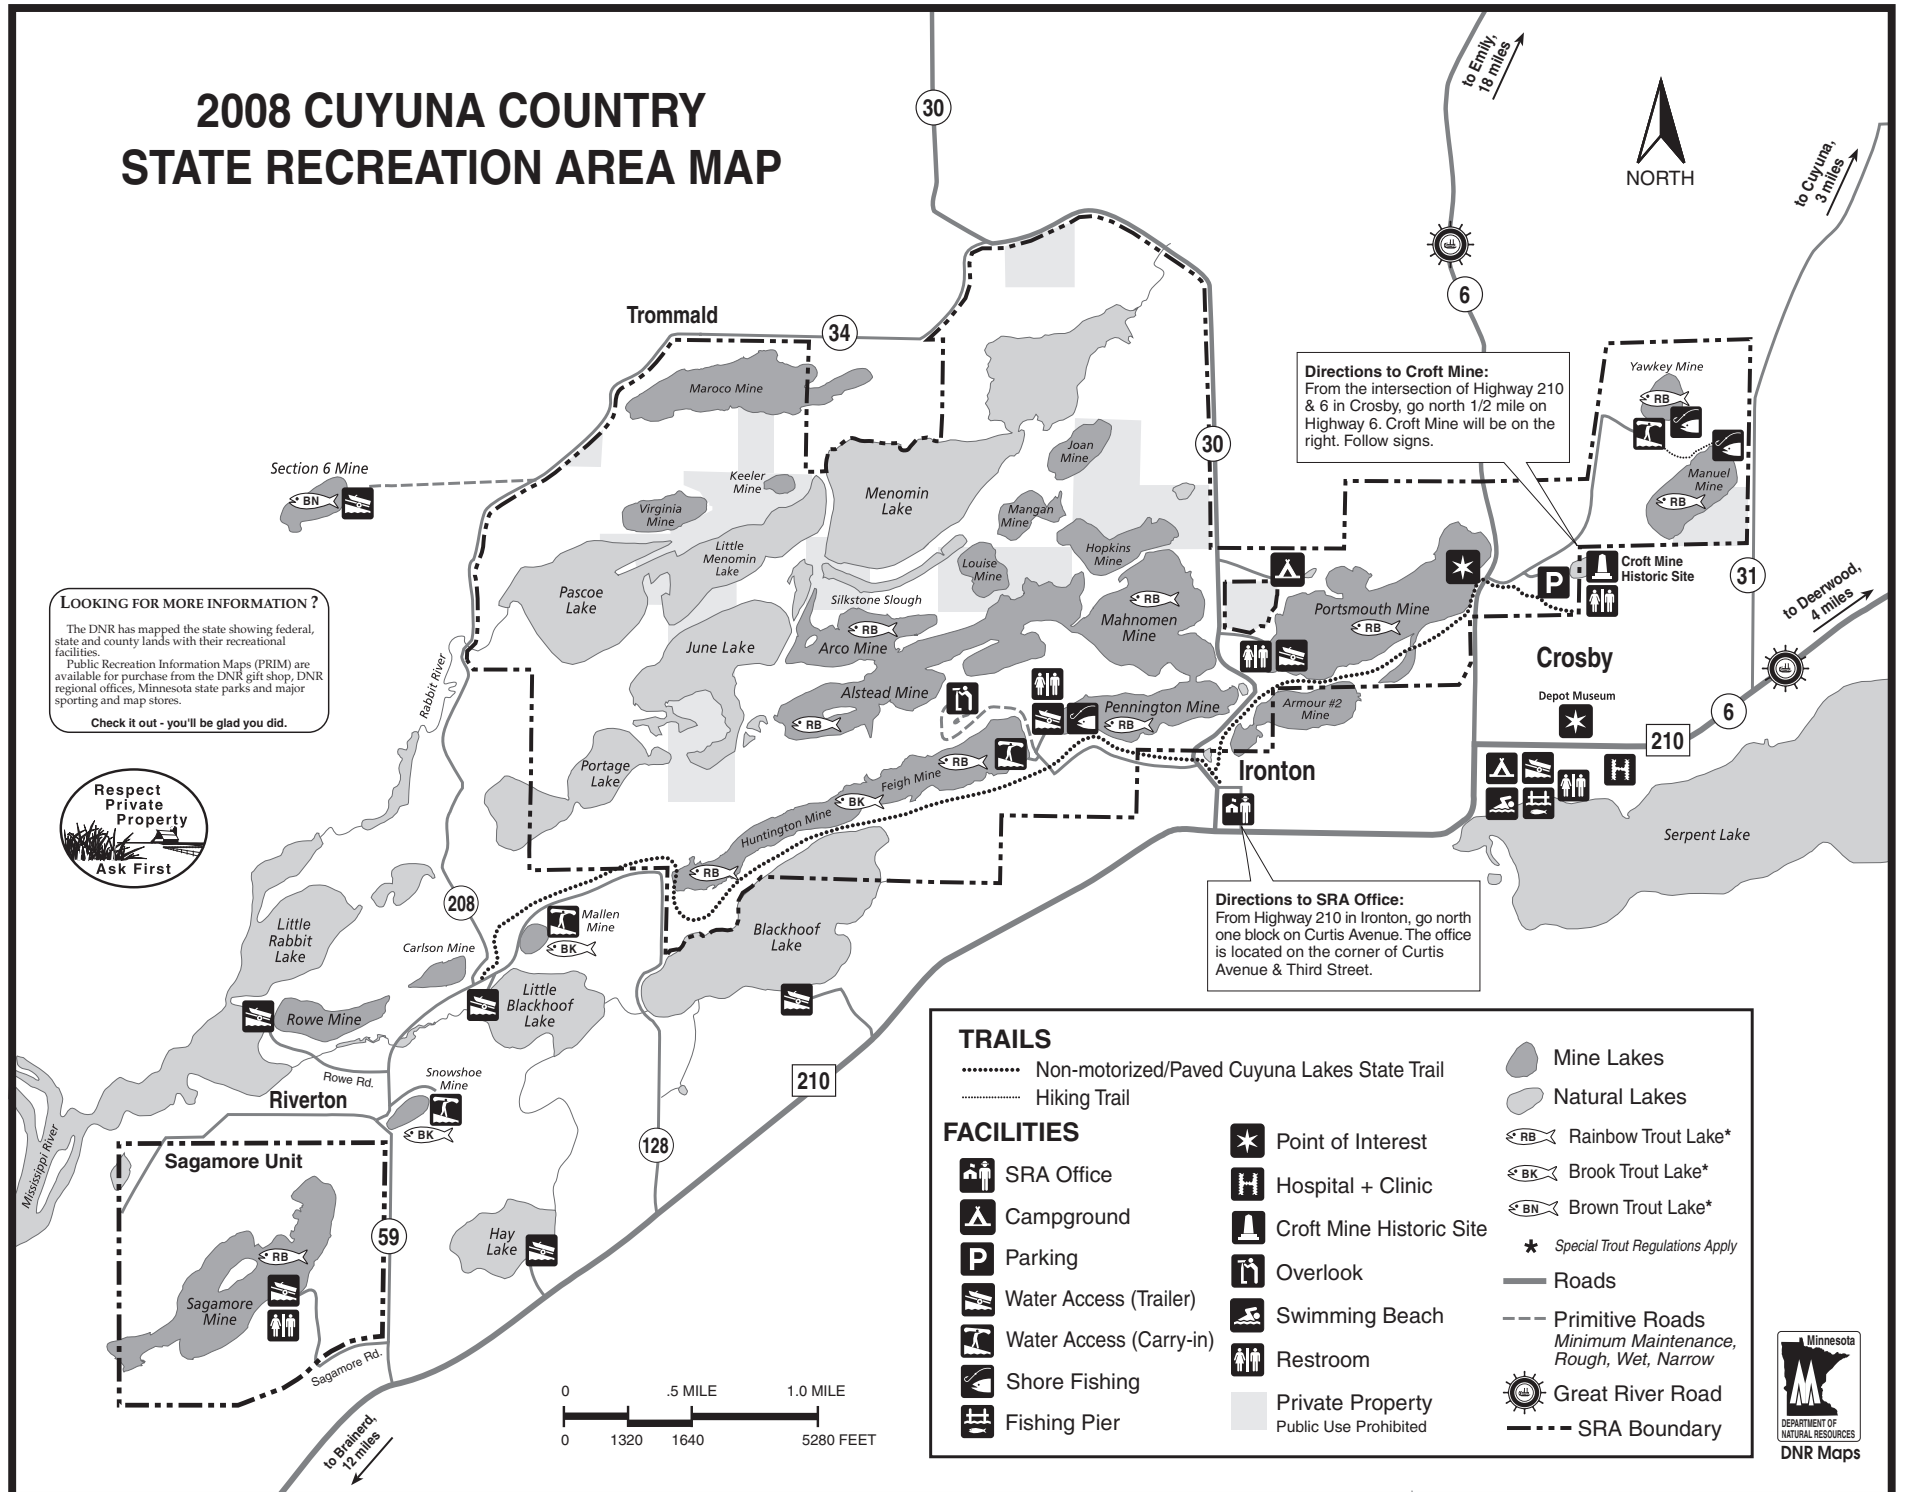 2008 CUYUNA COUNTRY
STATE RECREATION AREA MAP
30
to Emily,
18 miles
NORTH
to Cuyuna,
3 miles
6
Trommald
34
Maroco Mine
30
Directions to Croft Mine:
From the intersection of Highway 210
& 6 in Crosby, go north 1/2 mile on
Highway 6. Croft Mine will be on the
right. Follow signs.
Yawkey Mine
RB
Manuel
Mine
RB
Section 6 Mine
BN
Keeler
Mine
Virginia
Mine
Menomin
Lake
Joan
Mine
Mangan
Mine
Hopkins
Mine
Louise
Mine
Little
Menomin
Lake
Pascoe
Lake
Silkstone Slough
RB
Arco Mine
June Lake
RB
Mahnomen
Mine
Portsmouth Mine
RB
P
Croft Mine
Historic Site
31
to Deerwood,
4 miles
Crosby
Depot Museum
6
210
LOOKING FOR MORE INFORMATION ?
The DNR has mapped the state showing federal,
state and county lands with their recreational
facilities.
Public Recreation Information Maps (PRIM) are
available for purchase from the DNR gift shop, DNR
regional offices, Minnesota state parks and major
sporting and map stores.
Check it out - you'll be glad you did.
Rabbit River
Alstead Mine
RB
Pennington Mine
RB
Armour #2
Mine
Ironton
Portage
Lake
Feigh Mine
RB
BK
Huntington Mine
RB
Serpent Lake
Respect
Private
Property
Ask First
208
Little
Rabbit
Lake
Carlson Mine
Mallen
Mine
BK
Blackhoof
Lake
Directions to SRA Office:
From Highway 210 in Ironton, go north
one block on Curtis Avenue. The office
is located on the corner of Curtis
Avenue & Third Street.
Little
Blackhoof
Lake
Rowe Mine
Rowe Rd.
Snowshoe
Mine
BK
Riverton
210
128
Mississippi River
Sagamore Unit
59
RB
Sagamore
Mine
Hay
Lake
Sagamore Rd.
to Brainerd,
12 miles
0 .5 MILE 1.0 MILE
0 1320 1640 5280 FEET
TRAILS
Non-motorized/Paved Cuyuna Lakes State Trail
Hiking Trail
FACILITIES
SRA Office
Campground
P Parking
Water Access (Trailer)
Water Access (Carry-in)
Shore Fishing
Fishing Pier
Point of Interest
H Hospital + Clinic
Croft Mine Historic Site
Overlook
Swimming Beach
Restroom
Private Property
Public Use Prohibited
Mine Lakes
Natural Lakes
RB Rainbow Trout Lake*
BK Brook Trout Lake*
BN Brown Trout Lake*
* Special Trout Regulations Apply
Roads
Primitive Roads
Minimum Maintenance,
Rough, Wet, Narrow
Great River Road
SRA Boundary
Minnesota
DEPARTMENT OF
NATURAL RESOURCES
DNR Maps